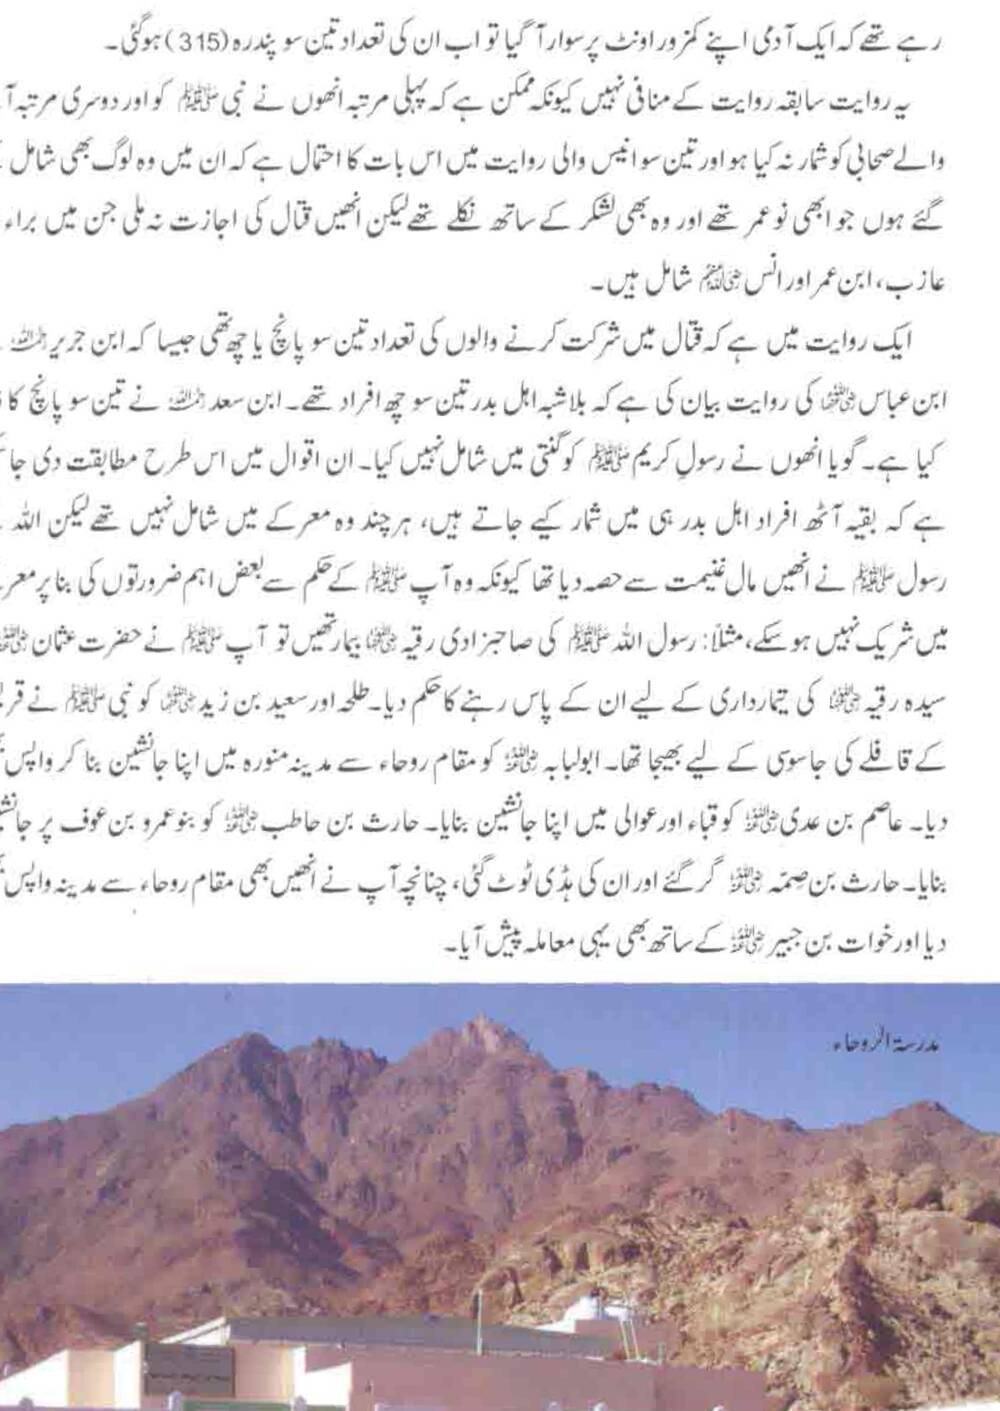 رہے تھے کہ ایک آدمی اپنے کمزور اونٹ پر سوار آ گیا تو اب ان کی تعداد تین سو پندرہ (315) ہوگئی۔
یہ روایت سابقہ روایت کے منافی نہیں کیونکہ ممکن ہے کہ پہلی مرتبہ انھوں نے نبی ﷺ کو اور دوسری مرتبہ آ
والے صحابی کو شمار نہ کیا ہو اور تین سو انیس والی روایت میں اس بات کا احتمال ہے کہ ان میں وہ لوگ بھی شامل
گئے ہوں جو ابھی نوعمر تھے اور وہ بھی لشکر کے ساتھ نکلے تھے لیکن انھیں قتال کی اجازت نہ ملی جن میں براء
عازب، ابن عمر اور انس رضی اللہ عنہم شامل ہیں۔
ایک روایت میں ہے کہ قتال میں شرکت کرنے والوں کی تعداد تین سو پانچ یا چھ تھی جیسا کہ ابن جریر رحمہ اللہ
ابن عباس رضی اللہ عنہما کی روایت بیان کی ہے کہ بلاشبہ اہل بدر تین سو چھ افراد تھے۔ ابن سعد رحمہ اللہ نے تین سو پانچ کا
کیا ہے۔ گویا انھوں نے رسولِ کریم ﷺ کو گنتی میں شامل نہیں کیا۔ ان اقوال میں اس طرح مطابقت دی جا
ہے کہ بقیہ آٹھ افراد اہل بدر ہی میں شمار کیے جاتے ہیں، ہر چند وہ معرکے میں شامل نہیں تھے لیکن اللہ
رسول ﷺ نے انھیں مال غنیمت سے حصہ دیا تھا کیونکہ وہ آپ ﷺ کے حکم سے بعض اہم ضرورتوں کی بنا پر معر
میں شریک نہیں ہو سکے، مثلاً: رسول اللہ ﷺ کی صاحبزادی رقیہ رضی اللہ عنہا بیمار تھیں تو آپ ﷺ نے حضرت عثمان رضی اللہ
سیدہ رقیہ رضی اللہ عنہا کی تیمارداری کے لیے ان کے پاس رہنے کا حکم دیا۔ طلحہ اور سعید بن زید رضی اللہ عنہما کو نبی ﷺ نے قر
کے قافلے کی جاسوسی کے لیے بھیجا تھا۔ ابولبابہ رضی اللہ عنہ کو مقام روحاء سے مدینہ منورہ میں اپنا جانشین بنا کر واپس
دیا۔ عاصم بن عدی رضی اللہ عنہ کو قباء اور عوالی میں اپنا جانشین بنایا۔ حارث بن حاطب رضی اللہ عنہ کو بنو عمرو بن عوف پر جانش
بنایا۔ حارث بن صِمّہ رضی اللہ عنہ گر گئے اور ان کی ہڈی ٹوٹ گئی، چنانچہ آپ نے انھیں بھی مقام روحاء سے مدینہ واپس
دیا اور خوات بن جبیر رضی اللہ عنہ کے ساتھ بھی یہی معاملہ پیش آیا۔
مدرسۃ الروحاء